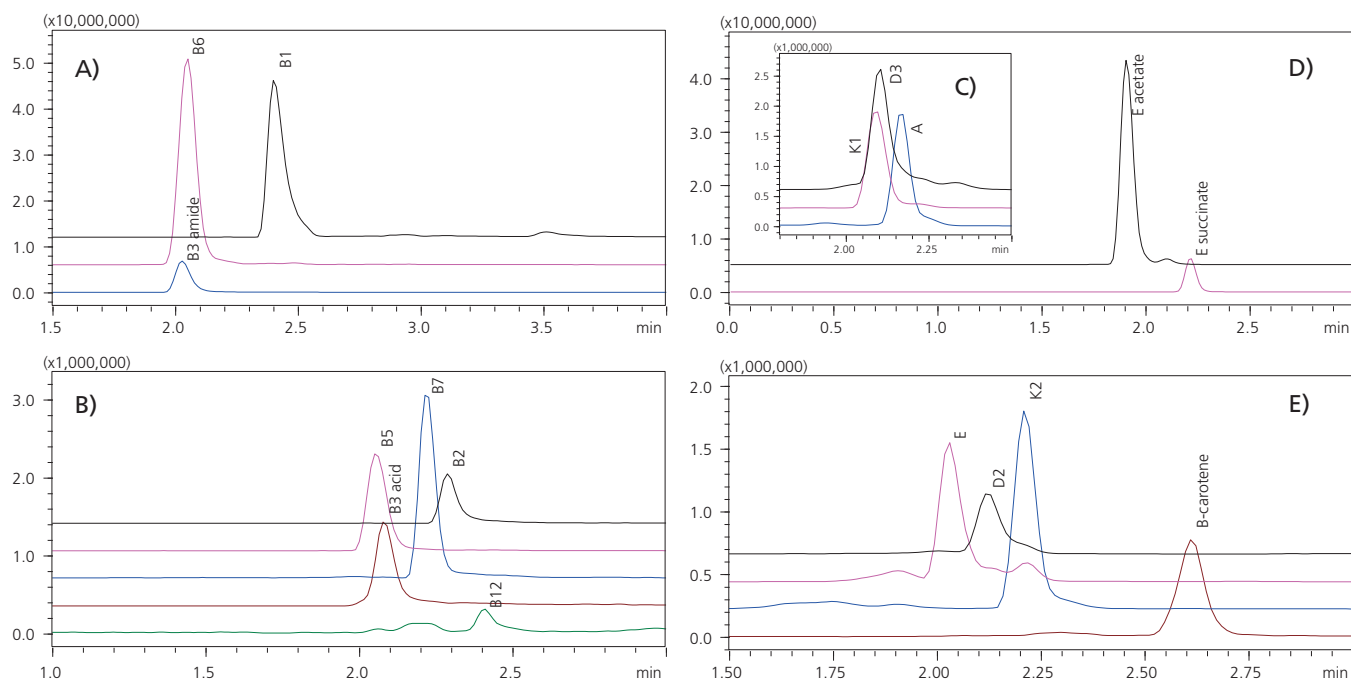 (x10,000,000)
A)
B6
B1
B3 amide
5.0
4.0
3.0
2.0
1.0
0.0
1.5 2.0 2.5 3.0 3.5 min
(x10,000,000)
D)
E acetate
E succinate
4.0
3.0
2.0
1.0
0.0
0.0 0.5 1.0 1.5 2.0 2.5 min
(x1,000,000)
C)
D3
K1
A
2.5
2.0
1.5
1.0
0.5
0.0
2.00 2.25 min
(x1,000,000)
B)
B7
B5
B2
B3 acid
B12
3.0
2.0
1.0
0.0
1.0 1.5 2.0 2.5 min
(x1,000,000)
E)
K2
E
D2
B-carotene
2.0
1.5
1.0
0.5
0.0
1.50 1.75 2.00 2.25 2.50 2.75 min